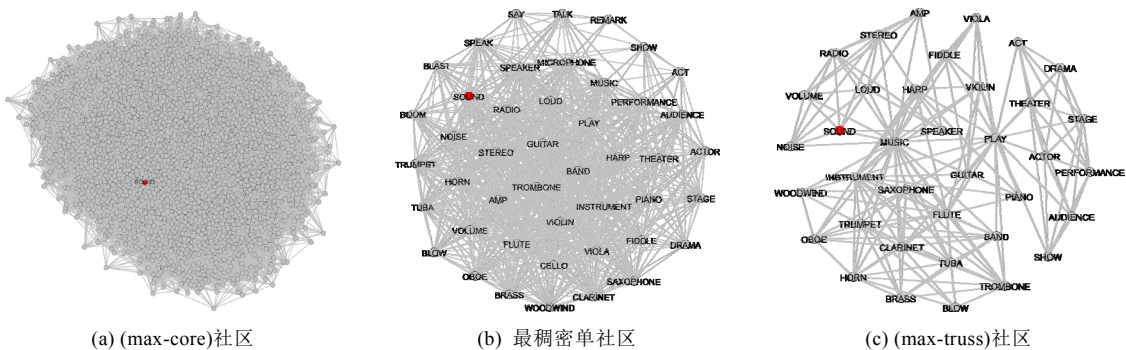 SOUND
(a) (max-core)社区
SAY
TALK
REMARK
SPEAK
SHOW
SPEAKER
MICROPHONE
BLAST
ACT
MUSIC
SOUND
LOUD
PERFORMANCE
RADIO
BOOM
AUDIENCE
PLAY
NOISE
GUITAR
STEREO
ACTOR
HARP
THEATER
TRUMPET
BAND
HORN
TROMBONE
AMP
PIANO
STAGE
TUBA
INSTRUMENT
VIOLIN
VOLUME
FLUTE
FIDDLE
DRAMA
BLOW
VIOLA
CELLO
OBOE
SAXOPHONE
BRASS
CLARINET
WOODWIND
(b) 最稠密单社区
AMP
VIOLA
STEREO
ACT
RADIO
FIDDLE
DRAMA
VOLUME
LOUD
HARP
VIOLIN
THEATER
STAGE
SOUND
SPEAKER
PLAY
NOISE
MUSIC
ACTOR
INSTRUMENT
GUITAR
PERFORMANCE
WOODWIND
SAXOPHONE
PIANO
FLUTE
AUDIENCE
TRUMPET
OBOE
CLARINET
BAND
TUBA
SHOW
HORN
TROMBONE
BRASS
BLOW
(c) (max-truss)社区